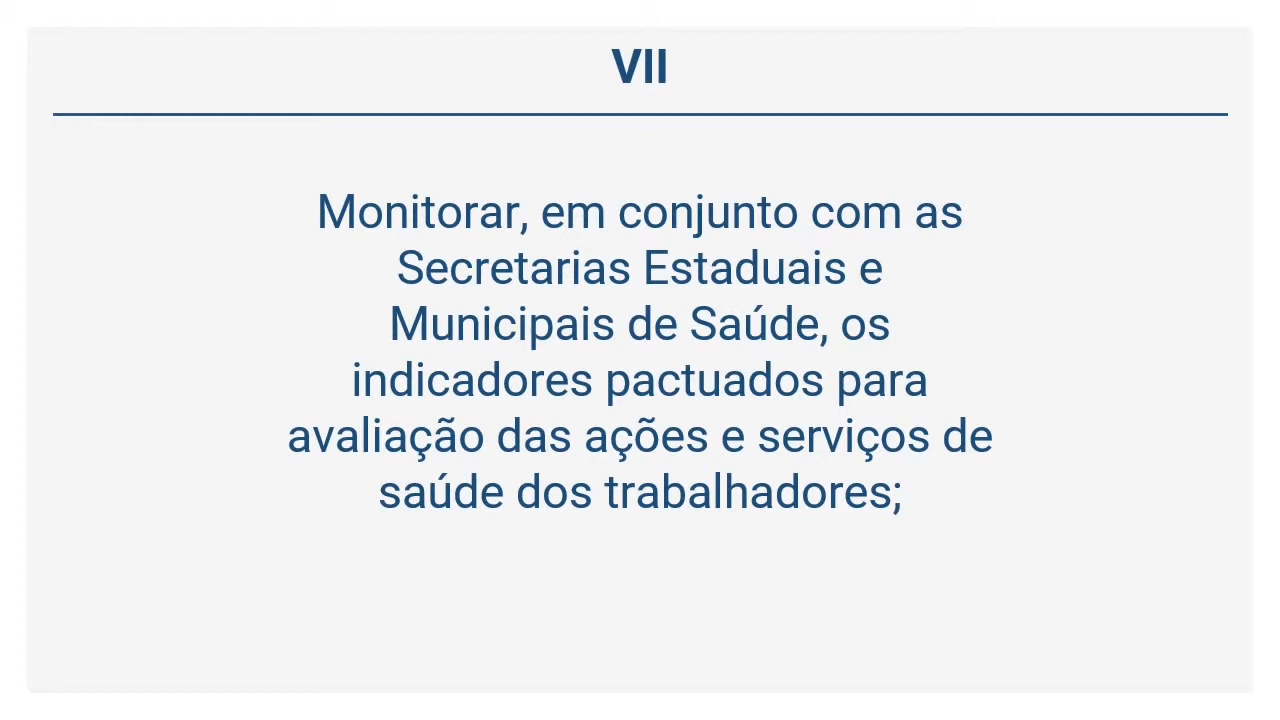 VII
Monitorar, em conjunto com as
Secretarias Estaduais e
Municipais de Saúde, os
indicadores pactuados para
avaliação das ações e serviços de
saúde dos trabalhadores;